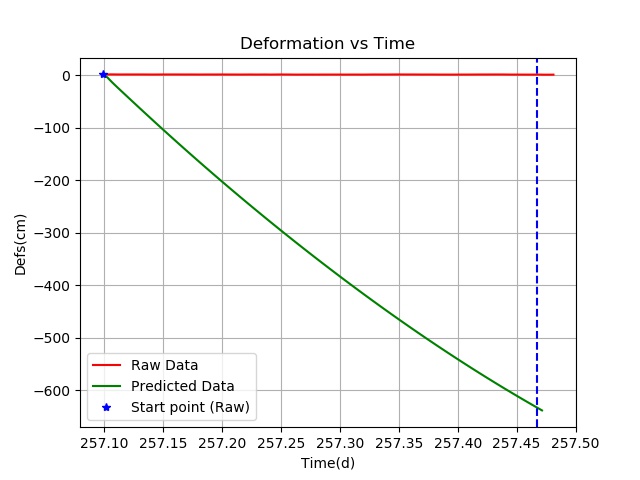 Deformation vs Time
Defs(cm)
0
−100
−200
−300
−400
−500
−600
Raw Data
Predicted Data
Start point (Raw)
257.10 257.15 257.20 257.25 257.30 257.35 257.40 257.45 257.50
Time(d)